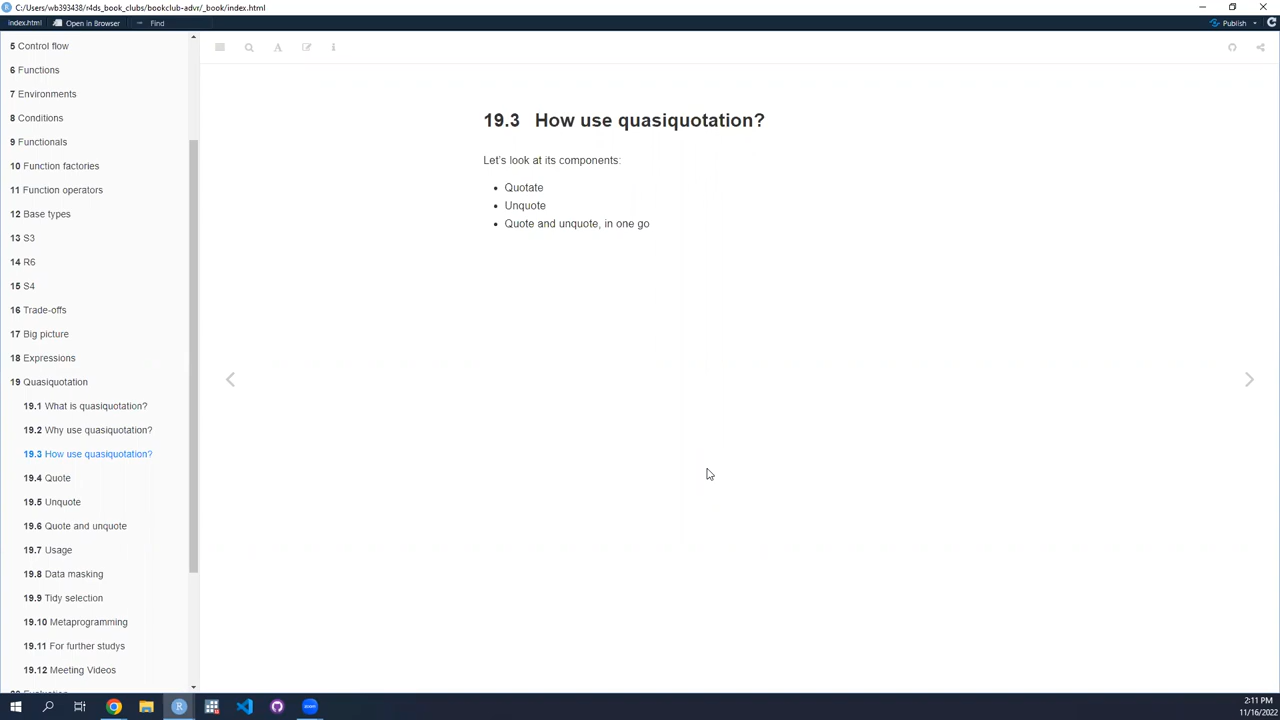 C:/Users/wb393438/r4ds_book_clubs/bookclub-advr/_book/index.html
index.html
Open in Browser
Find
Publish
5 Control flow
6 Functions
7 Environments
8 Conditions
9 Functionals
10 Function factories
11 Function operators
12 Base types
13 S3
14 R6
15 S4
16 Trade-offs
17 Big picture
18 Expressions
19 Quasiquotation
19.1 What is quasiquotation?
19.2 Why use quasiquotation?
19.3 How use quasiquotation?
19.4 Quote
19.5 Unquote
19.6 Quote and unquote
19.7 Usage
19.8 Data masking
19.9 Tidy selection
19.10 Metaprogramming
19.11 For further studys
19.12 Meeting Videos
19.3 How use quasiquotation?
Let's look at its components:
• Quotate
• Unquote
• Quote and unquote, in one go
2:11 PM
11/16/2022